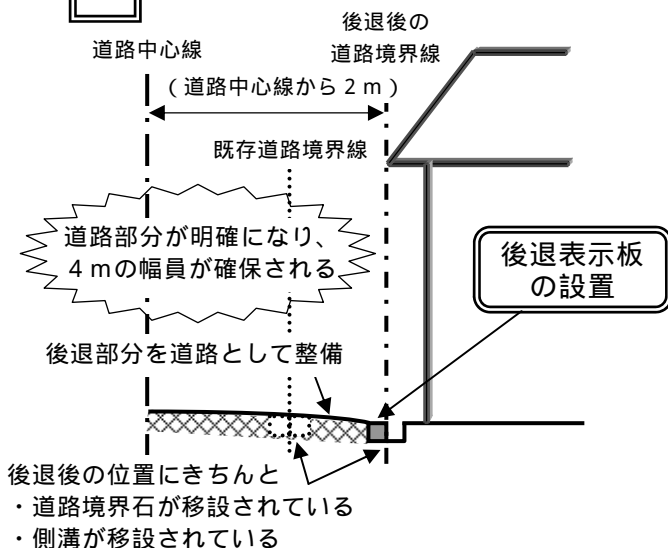 後退後の
道路境界線
道路中心線
(道路中心線から2m)
既存道路境界線
道路部分が明確になり、
4mの幅員が確保される
後退表示板
の設置
後退部分を道路として整備
後退後の位置にきちんと
・道路境界石が移設されている
・側溝が移設されている